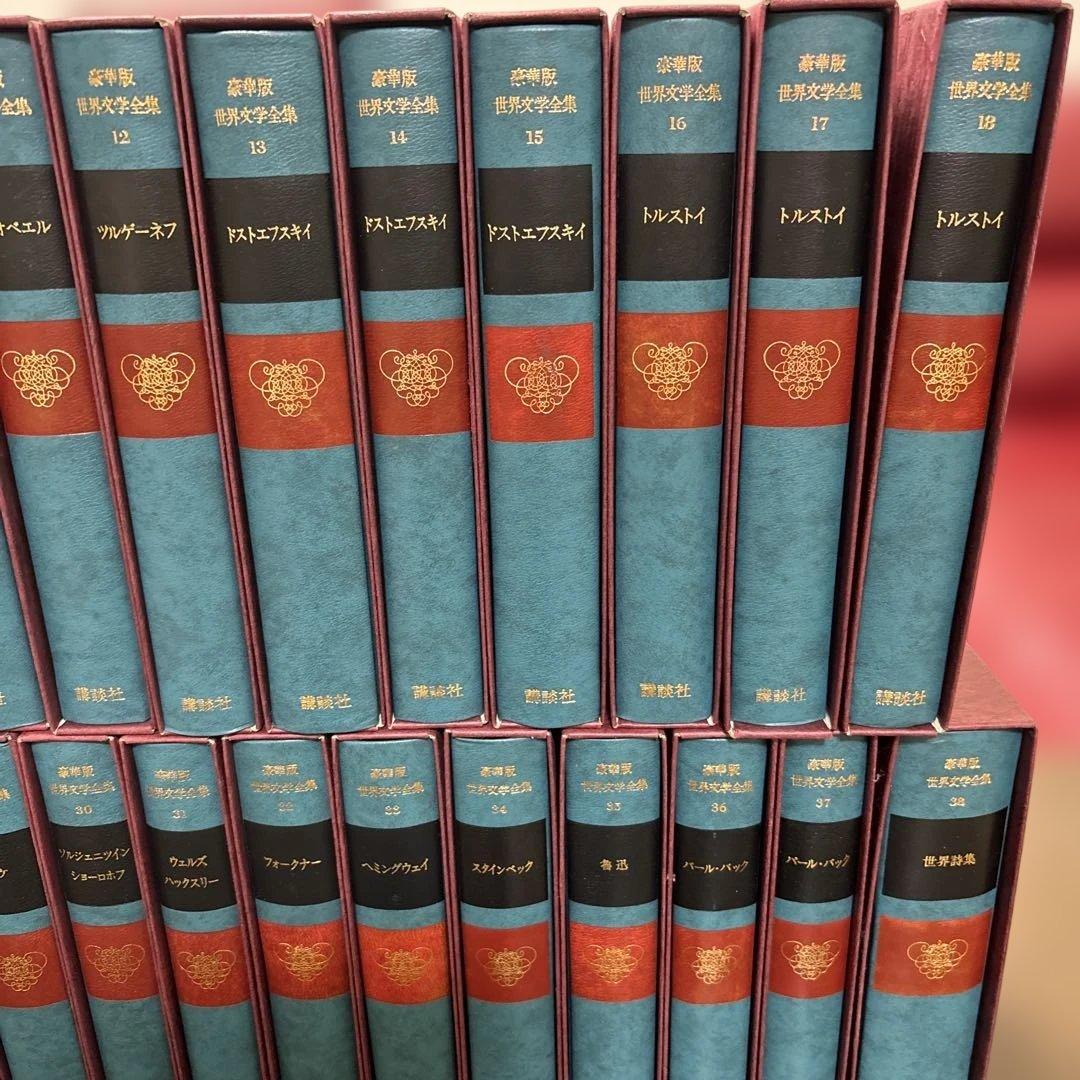 全集
オペエル
社
豪華版
世界文学全集
12
ツルゲーネフ
講談社
豪華版
世界文学全集
13
ドストエフスキイ
講談社
豪華版
世界文学全集
14
ドストエフスキイ
講談社
豪華版
世界文学全集
15
ドストエフスキイ
講談社
豪華版
世界文学全集
16
トルストイ
講談社
豪華版
世界文学全集
17
トルストイ
講談社
豪華版
世界文学全集
18
トルストイ
講談社
講談社
集
豪華版
世界文学全集
30
ソルジェニツイン
ショーロホフ
豪華版
世界文学全集
31
ウェルズ
ハックスリー
豪華版
世界文学全集
32
フォークナー
豪華版
世界文学全集
33
ヘミングウェイ
豪華版
世界文学全集
34
スタインベック
豪華版
世界文学全集
35
魯迅
豪華版
世界文学全集
36
パール・バック
豪華版
世界文学全集
37
パール・バック
豪華版
世界文学全集
38
世界詩集